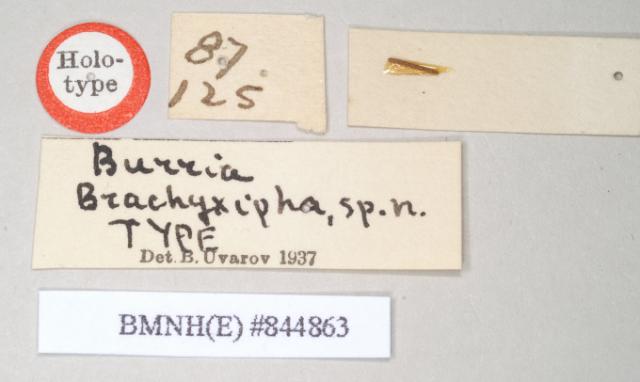 Holo-
type
87
125
Burria
Brachyxipha, sp.n.
TYPE
Det. B. Uvarov 1937
BMNH(E) #844863